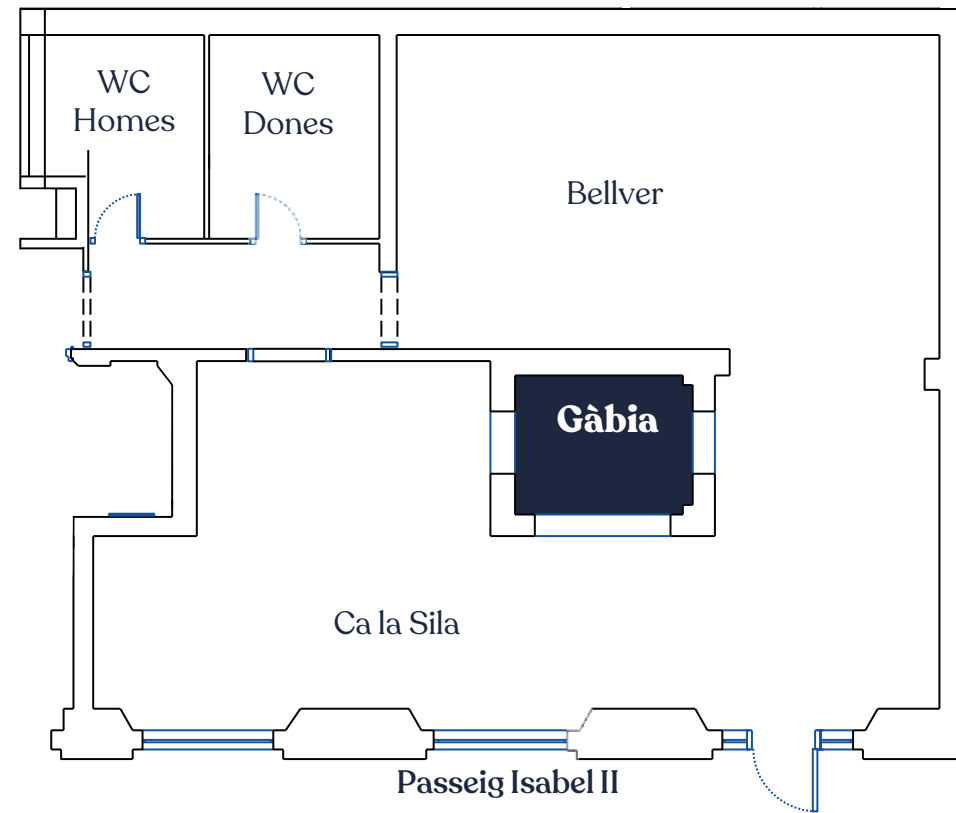 WC
Homes
WC
Dones
Bellver
Gàbia
Ca la Sila
Passeig Isabel II